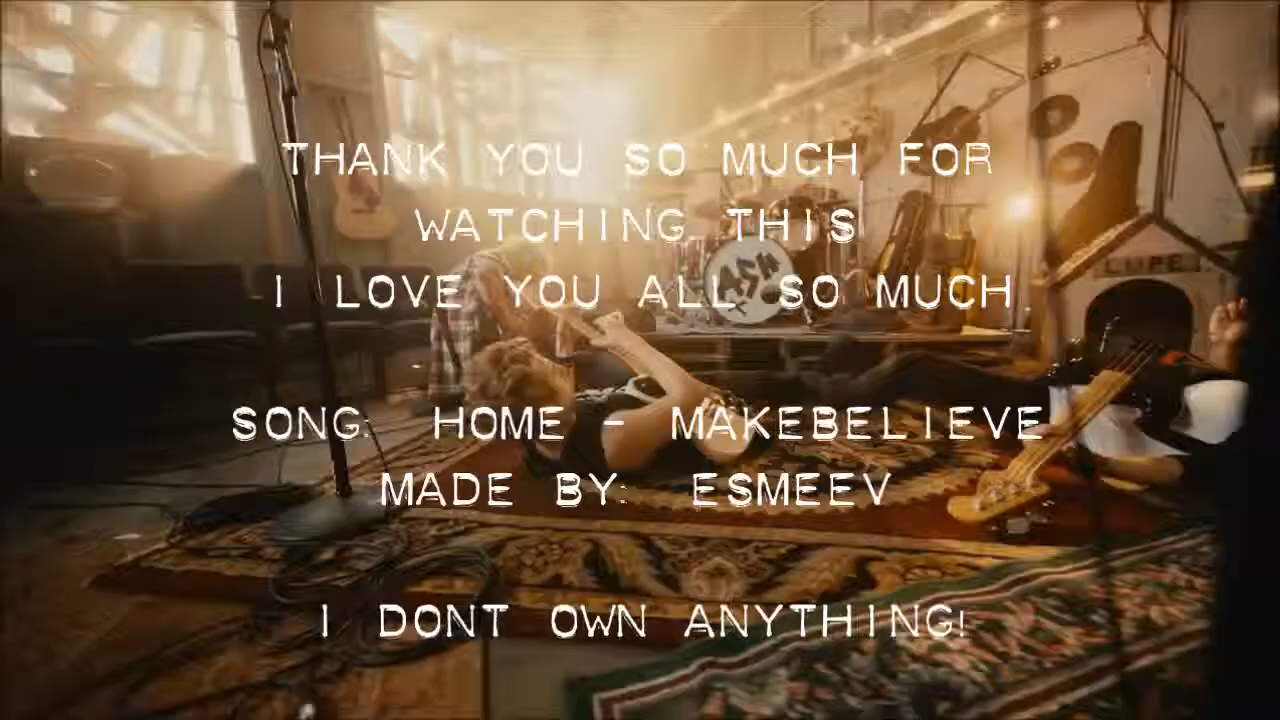 THANK YOU SO MUCH FOR
WATCHING THIS
I LOVE YOU ALL SO MUCH
ASH
SONG: HOME - MAKEBELIEVE
MADE BY: ESMEEV
I DONT OWN ANYTHING!